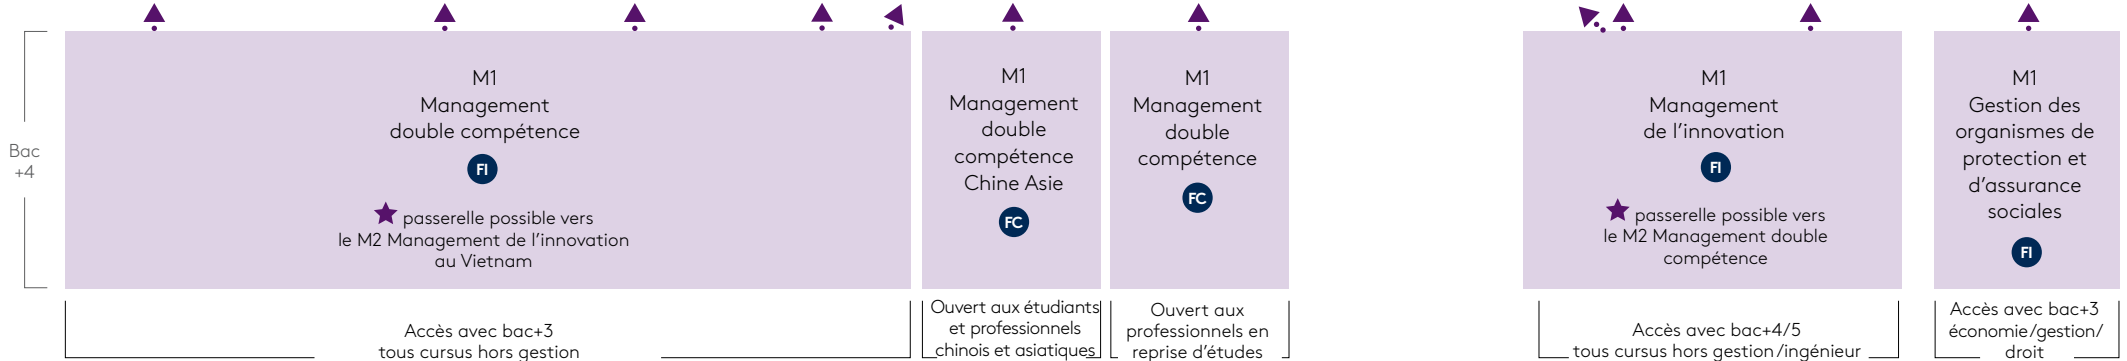 Bac
+4
M1
Management
double compétence
FI
passerelle possible vers
le M2 Management de l'innovation
au Vietnam
Accès avec bac+3
tous cursus hors gestion
M1
Management
double
compétence
Chine Asie
FC
Ouvert aux étudiants
et professionnels
chinois et asiatiques
M1
Management
double
compétence
FC
Ouvert aux
professionnels en
reprise d'études
M1
Management
de l'innovation
FI
passerelle possible vers
le M2 Management double
compétence
Accès avec bac+4/5
tous cursus hors gestion/ingénieur
M1
Gestion des
organismes de
protection et
d'assurance
sociales
FI
Accès avec bac+3
économie/gestion/
droit